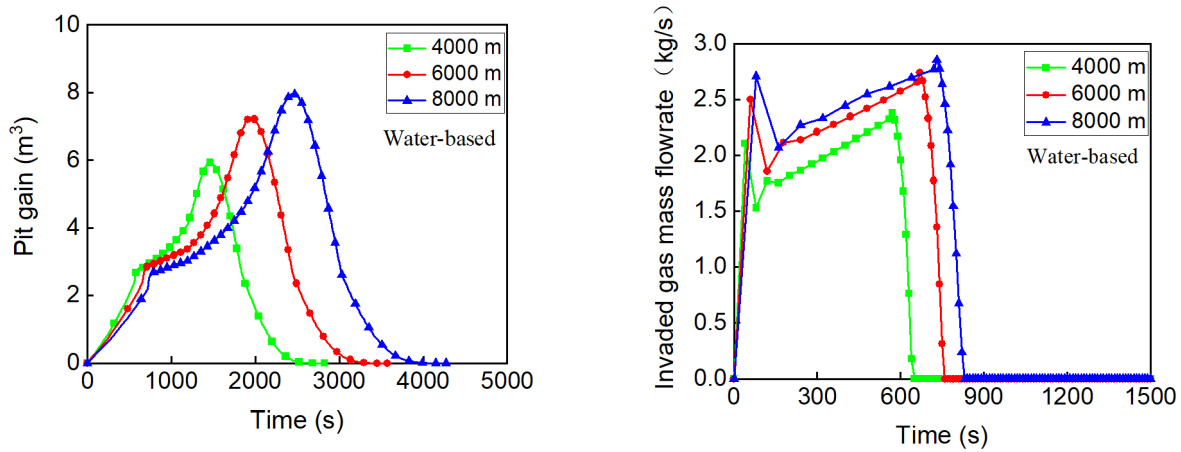 10
8
6
4
2
0
Pit gain (m³)
0 1000 2000 3000 4000 5000
Time (s)
4000 m
6000 m
8000 m
Water-based
3.0
2.5
2.0
1.5
1.0
0.5
0.0
Invaded gas mass flowrate（kg/s）
0 300 600 900 1200 1500
Time (s)
4000 m
6000 m
8000 m
Water-based